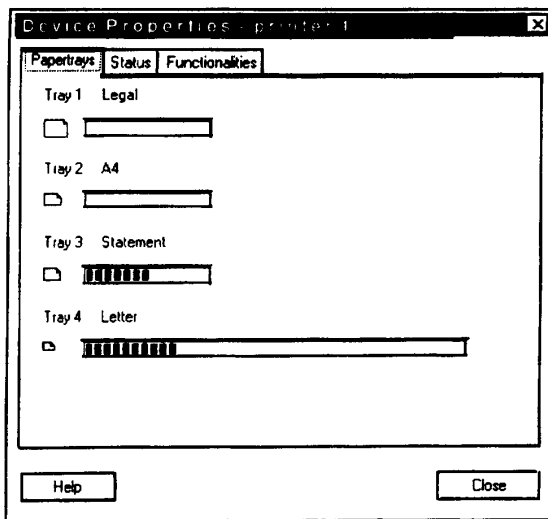 Device Properties - printer 1
Papertrays Status Functionalities
Tray 1 Legal
Tray 2 A4
Tray 3 Statement
Tray 4 Letter
Help Close